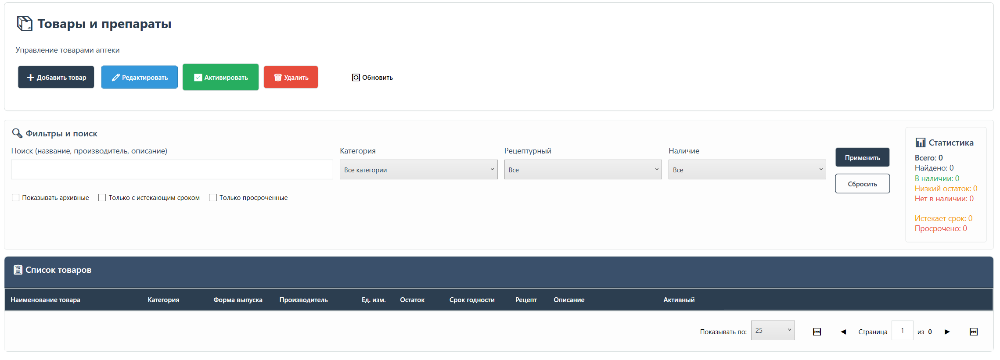 Товары и препараты
Управление товарами аптеки
Добавить товар
Редактировать
Активировать
Удалить
Обновить
Фильтры и поиск
Поиск (название, производитель, описание)
Категория
Рецептурный
Наличие
Все категории
Все
Все
Применить
Сбросить
Показывать архивные
Только с истекающим сроком
Только просроченные
Статистика
Всего: 0
Найдено: 0
В наличии: 0
Низкий остаток: 0
Нет в наличии: 0
Истекает срок: 0
Просрочено: 0
Список товаров
Наименование товара Категория Форма выпуска Производитель Ед. изм. Остаток Срок годности Рецепт Описание Активный
Показывать по: 25 Страница 1 из 0